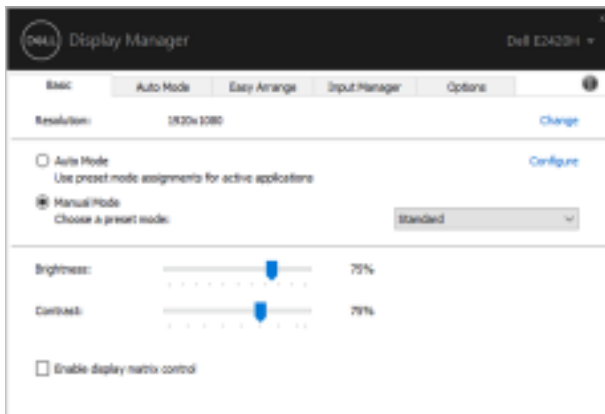 DELL Display Manager
Dell E2420H
Basic Auto Mode Easy Arrange Input Manager Options
Resolution: 1920x1080 Change
Auto Mode Configure
Use preset mode assignments for active applications
Manual Mode
Choose a preset mode: Standard
Brightness: 75%
Contrast: 75%
Enable display matrix control